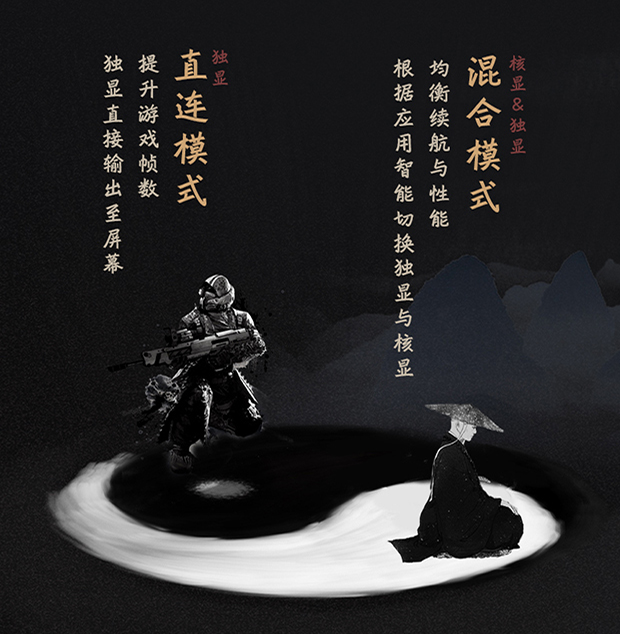 核显&独显
混合模式
均衡续航与性能
根据应用智能切换独显与核显
独显
直连模式
提升游戏帧数
独显直接输出至屏幕